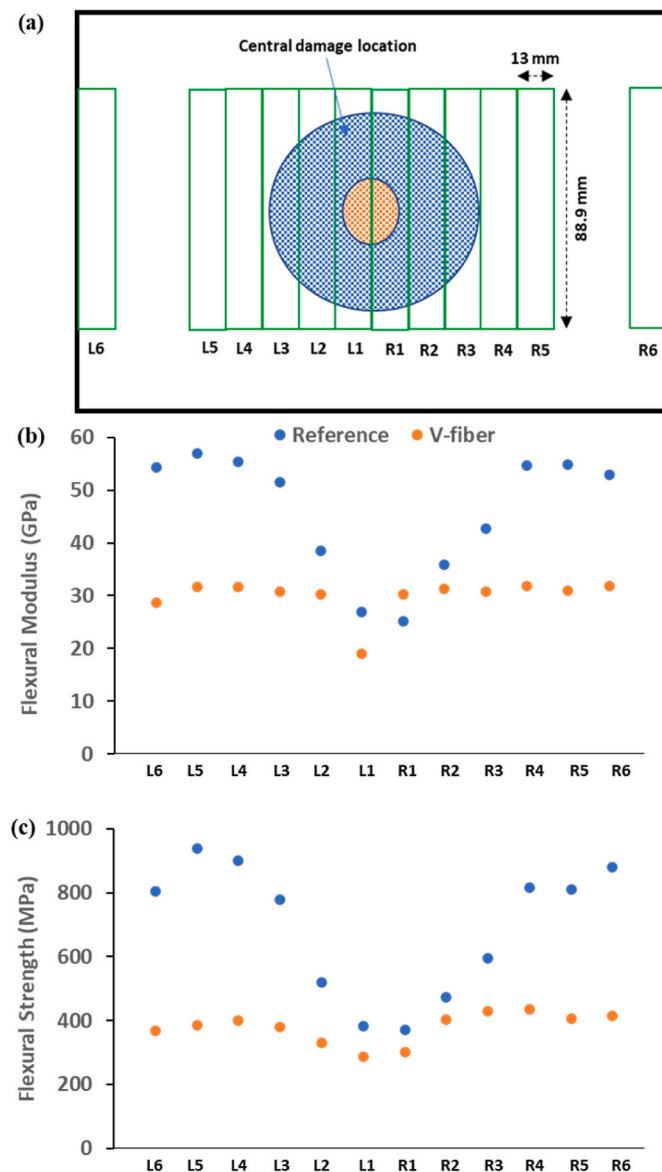 (a)
Central damage location
13 mm
88.9 mm
L6 L5 L4 L3 L2 L1 R1 R2 R3 R4 R5 R6
(b)
Reference V-fiber
Flexural Modulus (GPa)
60
50
40
30
20
10
0
L6 L5 L4 L3 L2 L1 R1 R2 R3 R4 R5 R6
(c)
Flexural Strength (MPa)
1000
800
600
400
200
0
L6 L5 L4 L3 L2 L1 R1 R2 R3 R4 R5 R6